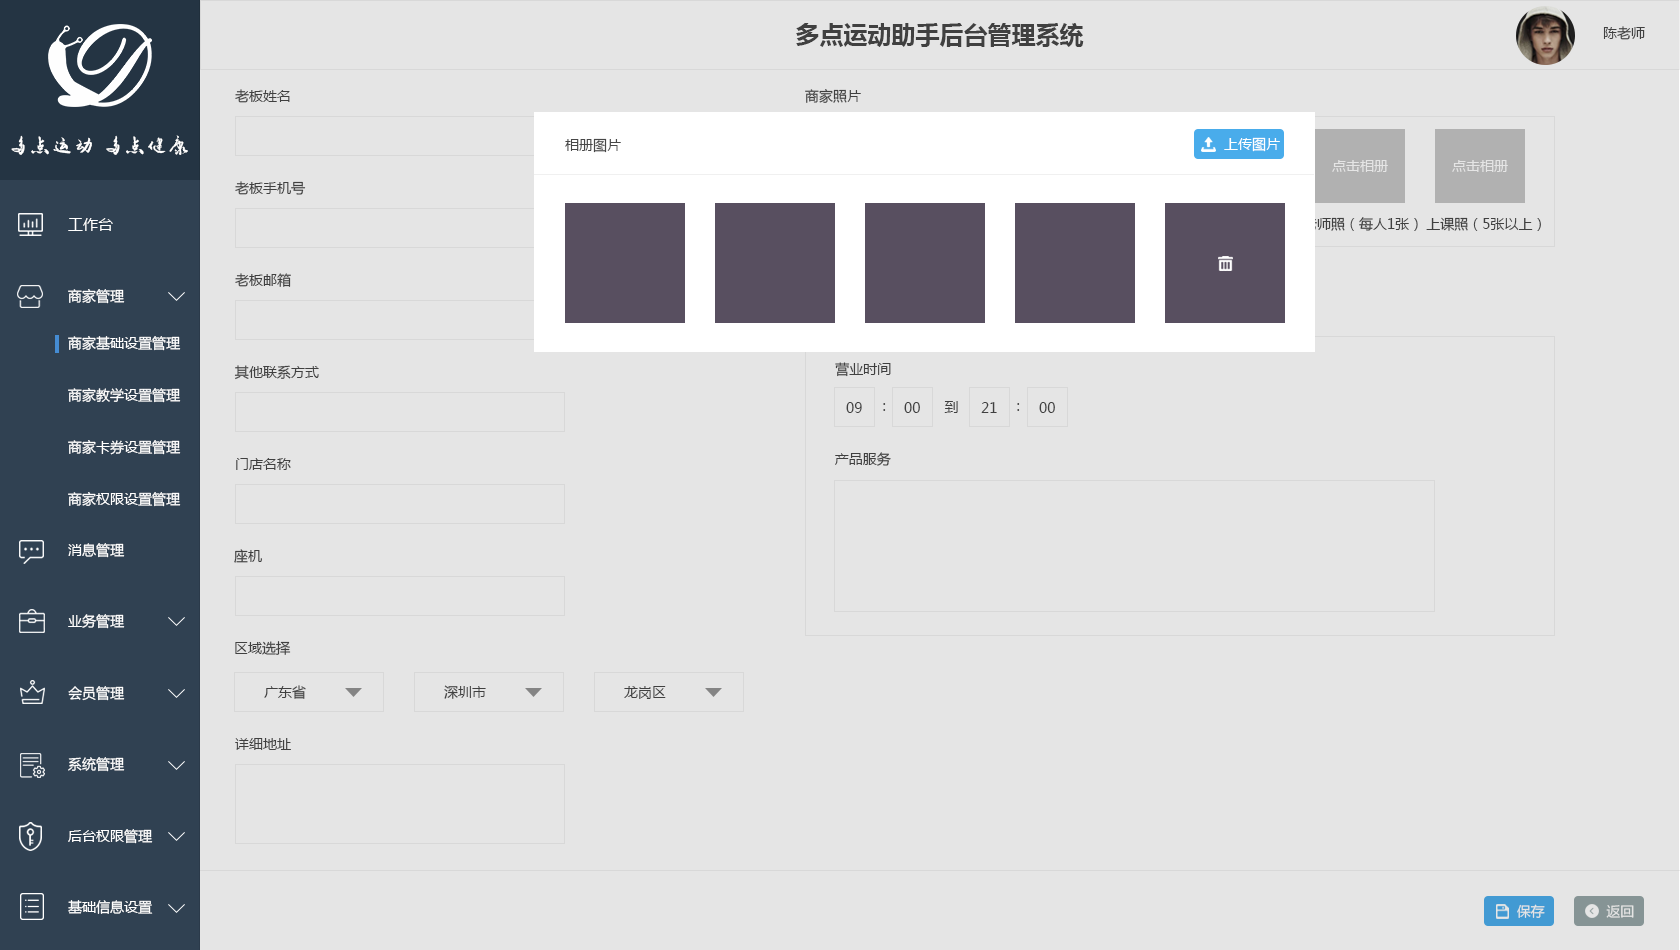 多点运动 多点健康
工作台
商家管理
商家基础设置管理
商家教学设置管理
商家卡券设置管理
商家权限设置管理
消息管理
业务管理
会员管理
系统管理
后台权限管理
基础信息设置
多点运动助手后台管理系统
陈老师
老板姓名
老板手机号
老板邮箱
其他联系方式
门店名称
座机
区域选择
广东省 深圳市 龙岗区
详细地址
商家照片
相册图片
上传图片
点击相册 点击相册
师照（每人1张） 上课照（5张以上）
营业时间
09 : 00 到 21 : 00
产品服务
保存 返回